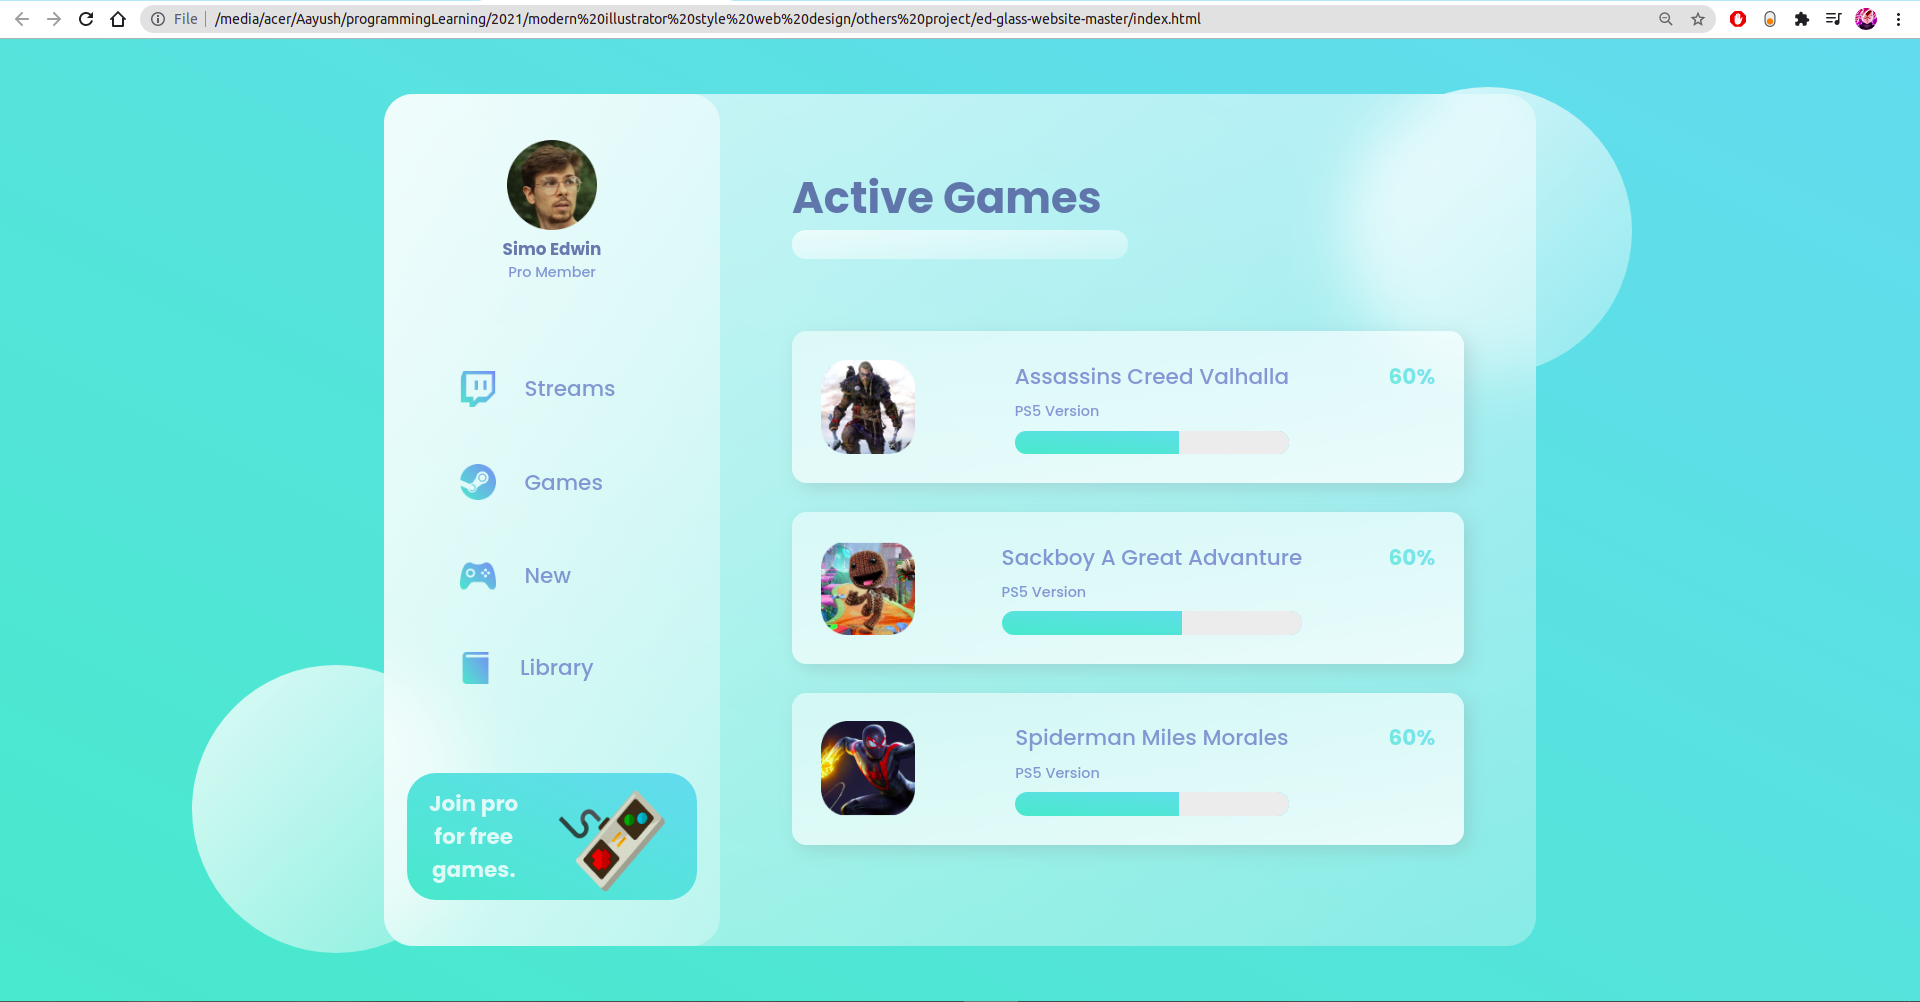 File
/media/acer/Aayush/programmingLearning/2021/modern%20illustrator%20style%20web%20design/others%20project/ed-glass-website-master/index.html
Simo Edwin
Pro Member
Streams
Games
New
Library
Join pro
for free
games.
Active Games
Assassins Creed Valhalla
60%
PS5 Version
Sackboy A Great Advanture
60%
PS5 Version
Spiderman Miles Morales
60%
PS5 Version